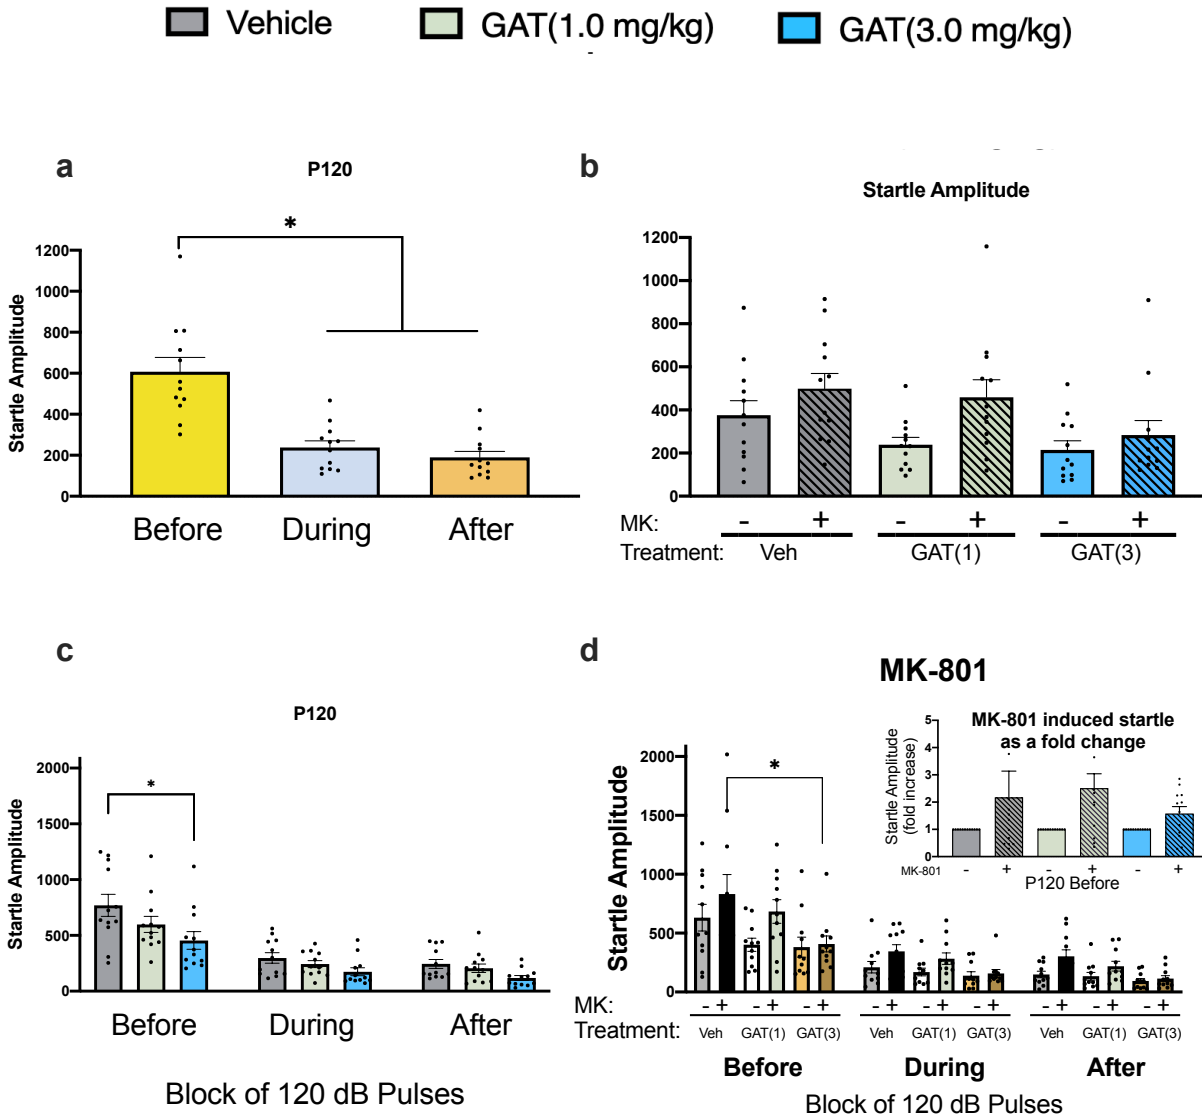 Vehicle GAT(1.0 mg/kg) GAT(3.0 mg/kg)
a
P120
*
Startle Amplitude
1200
1000
800
600
400
200
0
Before During After
b
Startle Amplitude
1200
1000
800
600
400
200
0
MK: - + - + - +
Treatment: Veh GAT(1) GAT(3)
c
P120
*
Startle Amplitude
2000
1500
1000
500
0
Before During After
Block of 120 dB Pulses
d
MK-801
*
Startle Amplitude
2000
1500
1000
500
0
MK-801 induced startle
as a fold change
Startle Amplitude
(fold increase)
5
4
3
2
1
0
MK-801 - + - + - +
P120 Before
MK: - + - + - + - + - + - + - + - + - +
Treatment: Veh GAT(1) GAT(3) Veh GAT(1) GAT(3) Veh GAT(1) GAT(3)
Before During After
Block of 120 dB Pulses